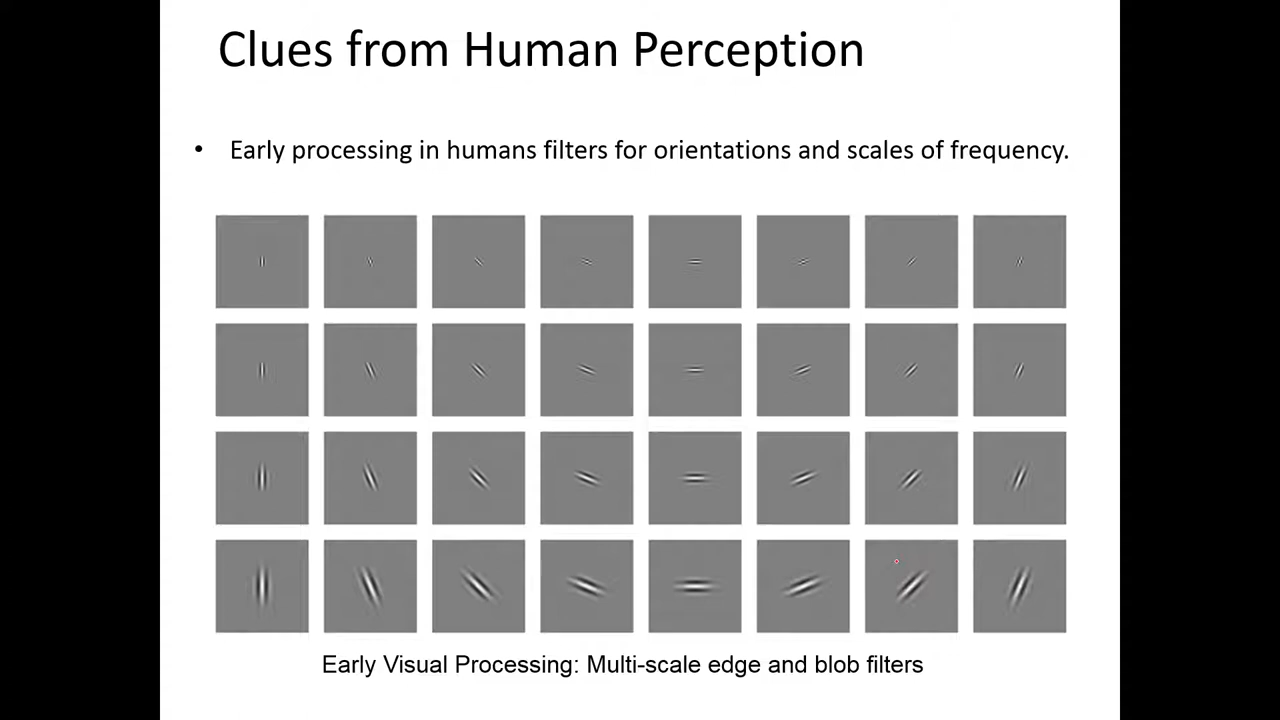 Clues from Human Perception
• Early processing in humans filters for orientations and scales of frequency.
Early Visual Processing: Multi-scale edge and blob filters